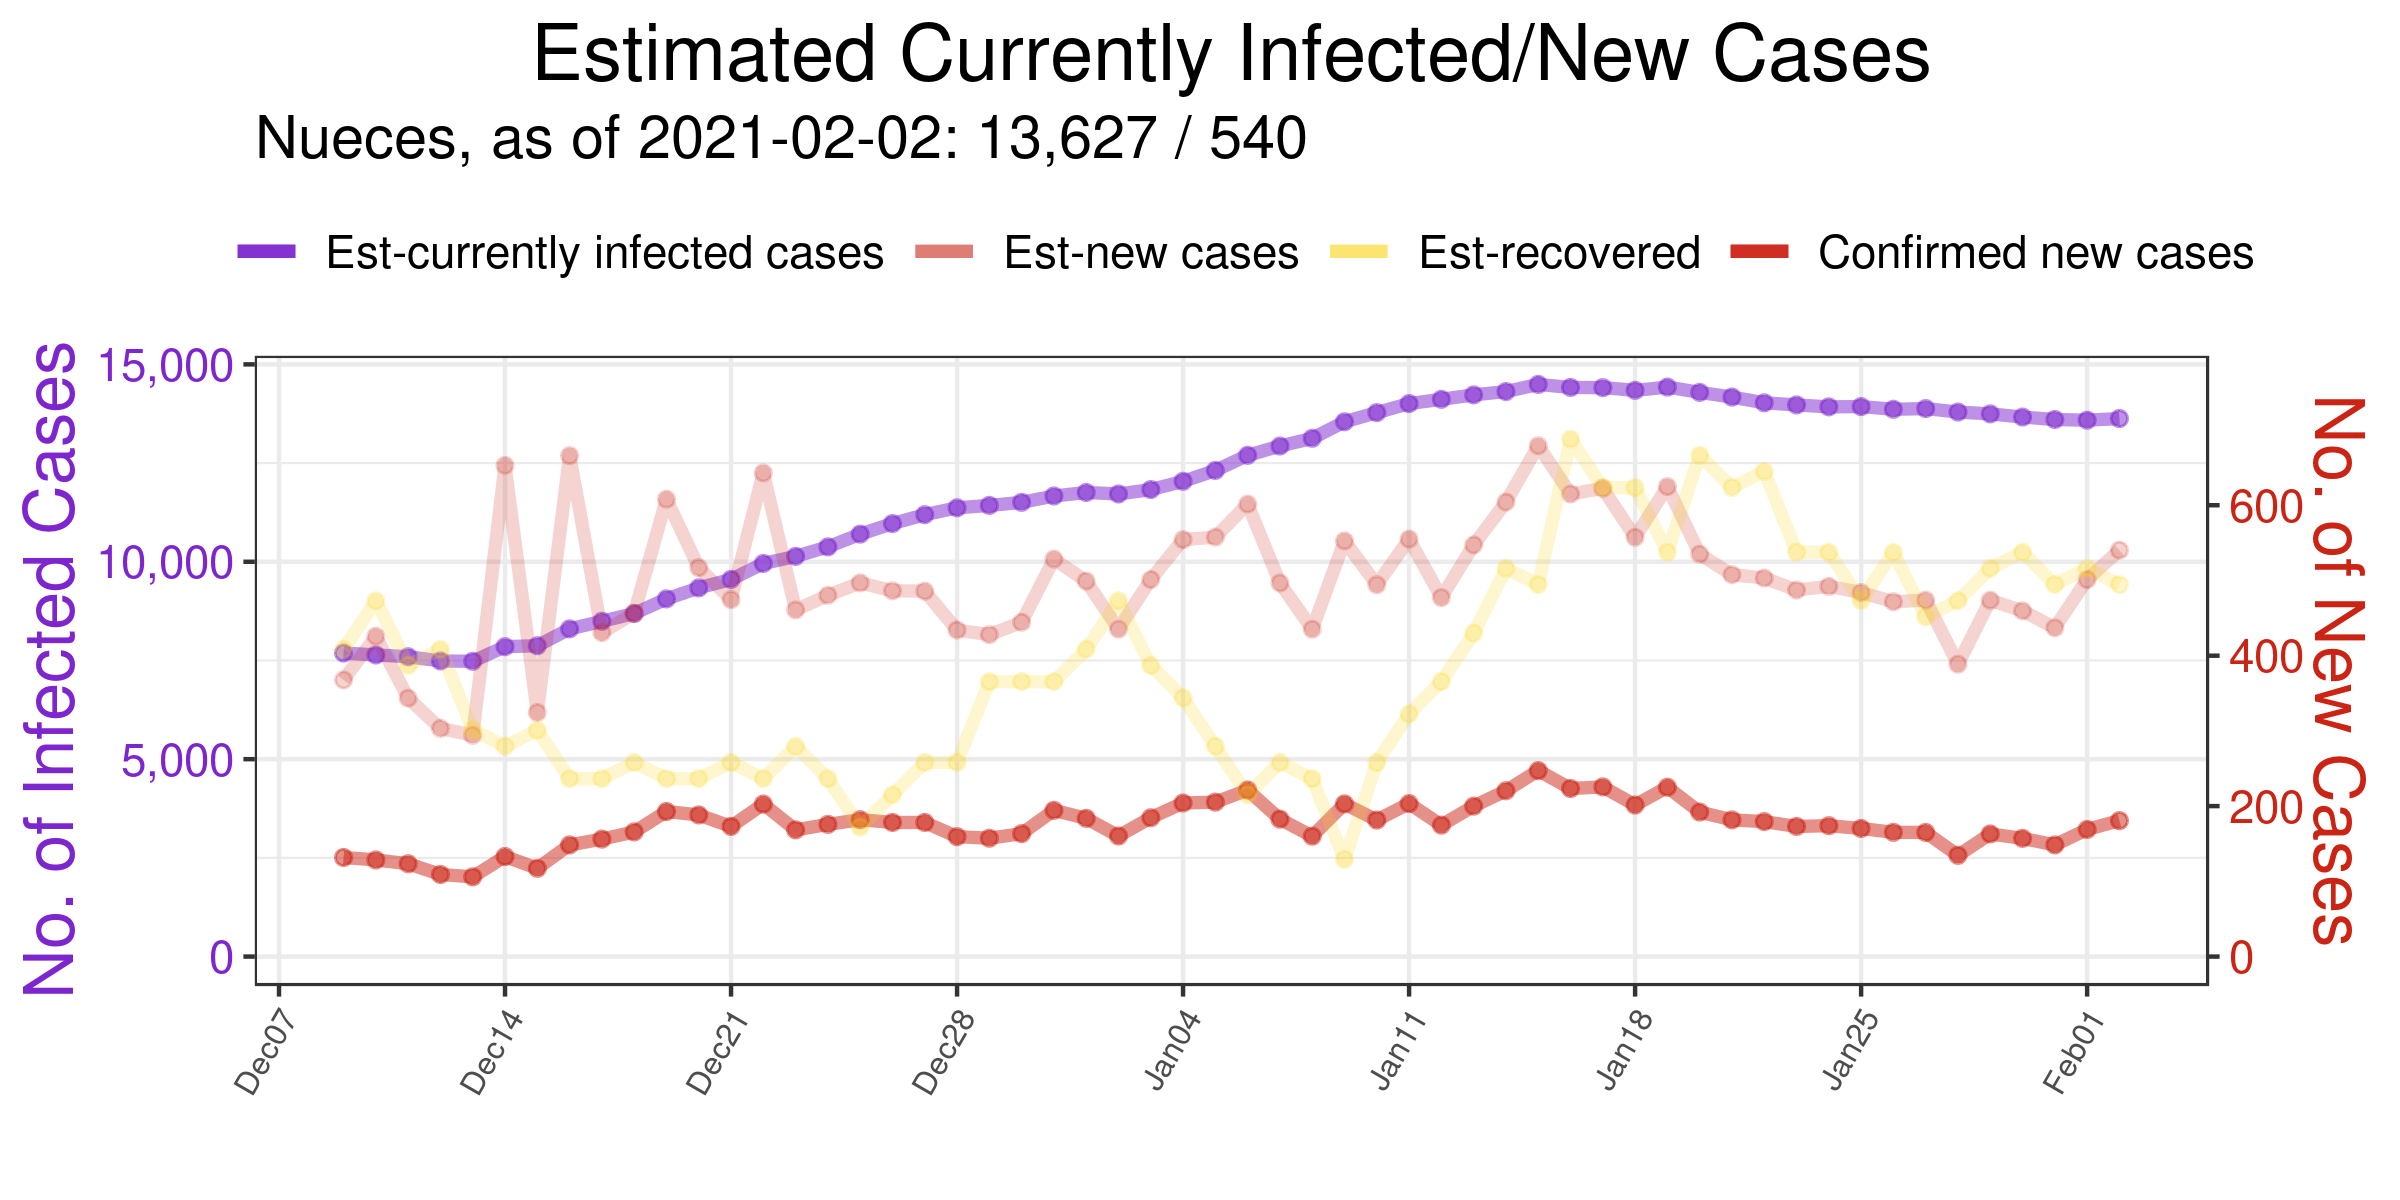 Estimated Currently Infected/New Cases
Nueces, as of 2021-02-02: 13,627 / 540
Est-currently infected cases Est-new cases Est-recovered Confirmed new cases
No. of Infected Cases
15,000
10,000
5,000
0
No. of New Cases
600
400
200
0
Dec07 Dec14 Dec21 Dec28 Jan04 Jan11 Jan18 Jan25 Feb01